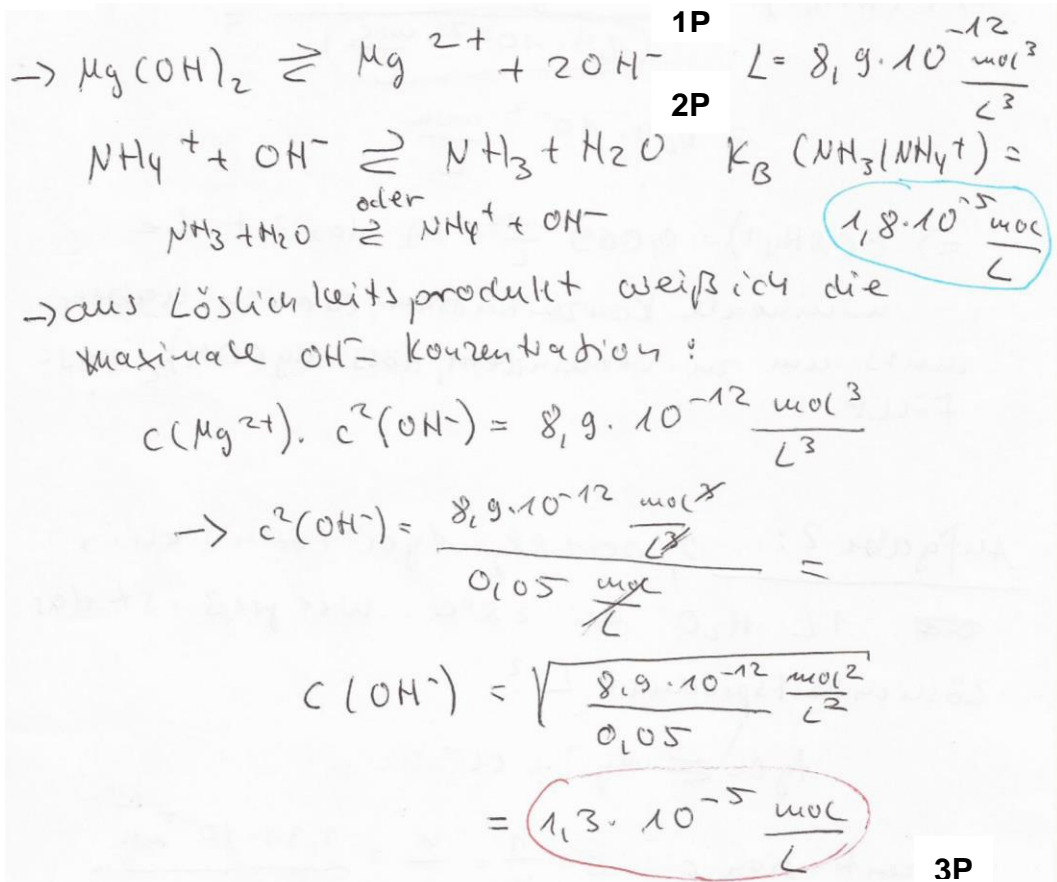 1P
→ Mg(OH)₂ ⇌ Mg²⁺ + 2OH⁻ L = 8,9·10⁻¹² mol³/L³
2P
NH₄⁺ + OH⁻ ⇌ NH₃ + H₂O K_B (NH₃/NH₄⁺) =
oder
NH₃ + H₂O ⇌ NH₄⁺ + OH⁻ 1,8·10⁻⁵ mol/L
→ aus Löslichkeitsprodukt weiß ich die
maximale OH⁻ Konzentration :
c(Mg²⁺). c²(OH⁻) = 8,9·10⁻¹² mol³/L³
→ c²(OH⁻) = 8,9·10⁻¹² mol³/L³ / 0,05 mol/L =
c(OH⁻) = √(8,9·10⁻¹² / 0,05 mol²/L²)
= 1,3·10⁻⁵ mol/L
3P